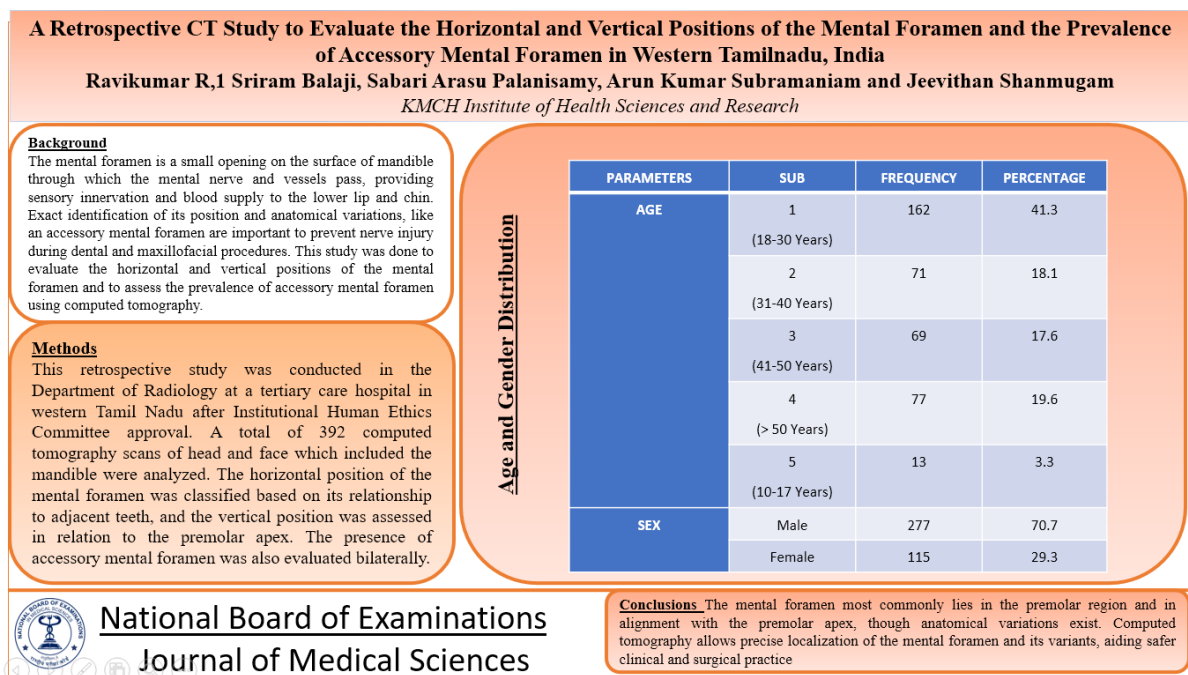 A Retrospective CT Study to Evaluate the Horizontal and Vertical Positions of the Mental Foramen and the Prevalence
of Accessory Mental Foramen in Western Tamilnadu, India
Ravikumar R,1 Sriram Balaji, Sabari Arasu Palanisamy, Arun Kumar Subramaniam and Jeevithan Shanmugam
KMCH Institute of Health Sciences and Research
Background
The mental foramen is a small opening on the surface of mandible
through which the mental nerve and vessels pass, providing
sensory innervation and blood supply to the lower lip and chin.
Exact identification of its position and anatomical variations, like
an accessory mental foramen are important to prevent nerve injury
during dental and maxillofacial procedures. This study was done to
evaluate the horizontal and vertical positions of the mental
foramen and to assess the prevalence of accessory mental foramen
using computed tomography.
Methods
This retrospective study was conducted in the
Department of Radiology at a tertiary care hospital in
western Tamil Nadu after Institutional Human Ethics
Committee approval. A total of 392 computed
tomography scans of head and face which included the
mandible were analyzed. The horizontal position of the
mental foramen was classified based on its relationship
to adjacent teeth, and the vertical position was assessed
in relation to the premolar apex. The presence of
accessory mental foramen was also evaluated bilaterally.
Age and Gender Distribution
PARAMETERS SUB FREQUENCY PERCENTAGE
AGE 1 162 41.3
(18-30 Years)
2 71 18.1
(31-40 Years)
3 69 17.6
(41-50 Years)
4 77 19.6
(> 50 Years)
5 13 3.3
(10-17 Years)
SEX Male 277 70.7
Female 115 29.3
National Board of Examinations
Journal of Medical Sciences
Conclusions The mental foramen most commonly lies in the premolar region and in
alignment with the premolar apex, though anatomical variations exist. Computed
tomography allows precise localization of the mental foramen and its variants, aiding safer
clinical and surgical practice